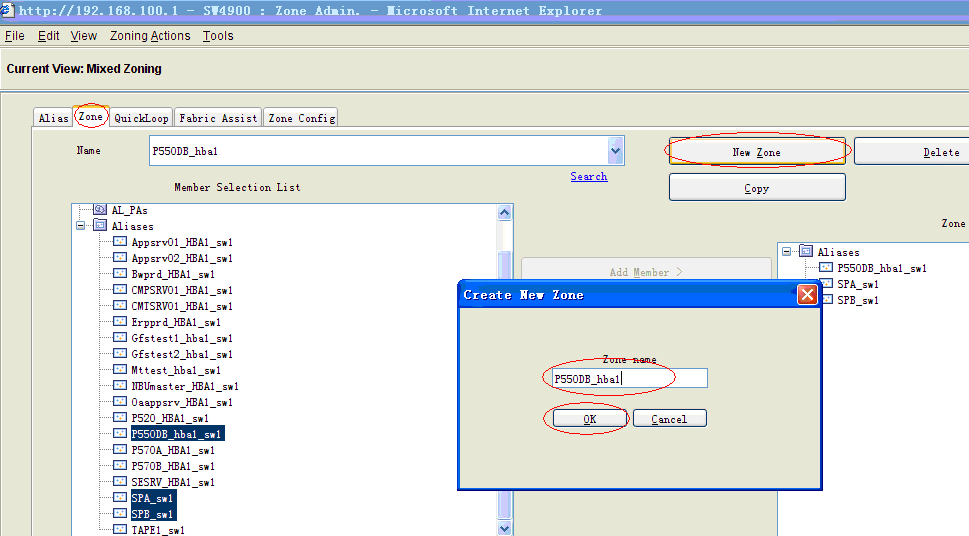 http://192.168.100.1 - SW4900 : Zone Admin. - Microsoft Internet Explorer
File Edit View Zoning Actions Tools
Current View: Mixed Zoning
Alias Zone QuickLoop Fabric Assist Zone Config
Name P550DB_hba1 New Zone Delete
Search
Copy
Member Selection List
Zone
AL_PAs
Aliases
Appsrv01_HBA1_sw1
Appsrv02_HBA1_sw1
Bwprd_HBA1_sw1
CMPSRV01_HBA1_sw1
CMTSRV01_HBA1_sw1
Erpprd_HBA1_sw1
Gfstest1_hba1_sw1
Gfstest2_hba1_sw1
Mttest_hba1_sw1
NBUmaster_HBA1_sw1
Oaappsrv_HBA1_sw1
P520_HBA1_sw1
P550DB_hba1_sw1
P570A_HBA1_sw1
P570B_HBA1_sw1
SESRV_HBA1_sw1
SPA_sw1
SPB_sw1
TAPE1_sw1
Add Member >
Aliases
P550DB_hba1_sw1
SPA_sw1
SPB_sw1
Create New Zone
Zone name
P550DB_hba1
OK Cancel